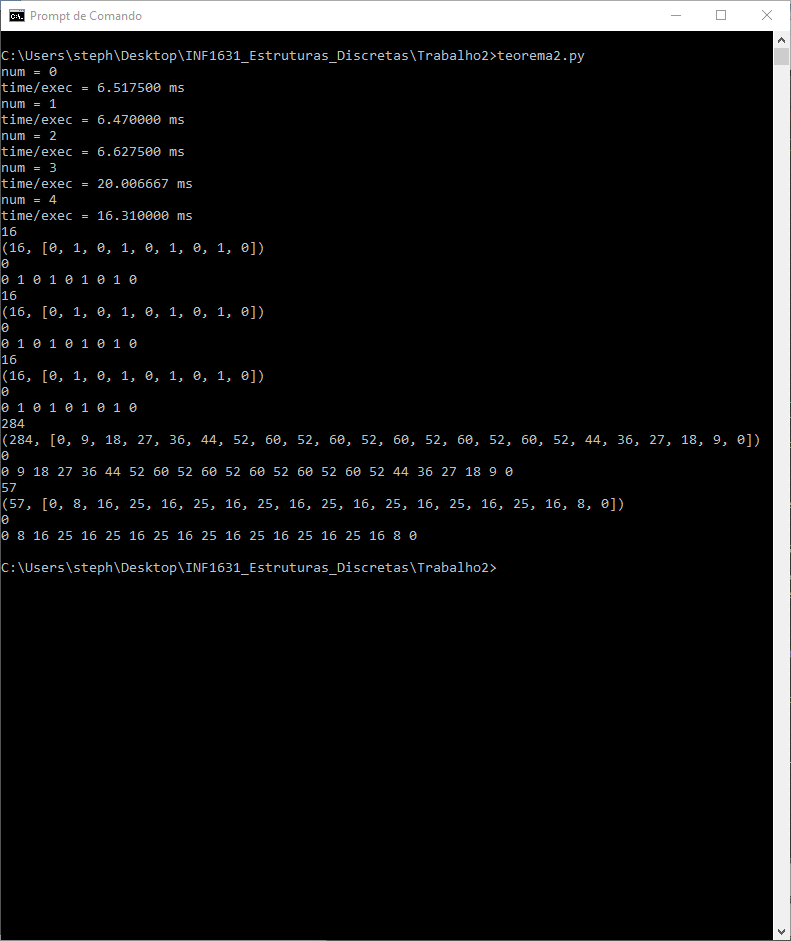 Prompt de Comando
C:\Users\steph\Desktop\INF1631_Estruturas_Discretas\Trabalho2>teorema2.py
num = 0
time/exec = 6.517500 ms
num = 1
time/exec = 6.470000 ms
num = 2
time/exec = 6.627500 ms
num = 3
time/exec = 20.006667 ms
num = 4
time/exec = 16.310000 ms
16
(16, [0, 1, 0, 1, 0, 1, 0, 1, 0])
0
0 1 0 1 0 1 0 1 0
16
(16, [0, 1, 0, 1, 0, 1, 0, 1, 0])
0
0 1 0 1 0 1 0 1 0
16
(16, [0, 1, 0, 1, 0, 1, 0, 1, 0])
0
0 1 0 1 0 1 0 1 0
284
(284, [0, 9, 18, 27, 36, 44, 52, 60, 52, 60, 52, 60, 52, 60, 52, 60, 52, 44, 36, 27, 18, 9, 0])
0
0 9 18 27 36 44 52 60 52 60 52 60 52 60 52 60 52 44 36 27 18 9 0
57
(57, [0, 8, 16, 25, 16, 25, 16, 25, 16, 25, 16, 25, 16, 25, 16, 25, 16, 8, 0])
0
0 8 16 25 16 25 16 25 16 25 16 25 16 25 16 25 16 8 0
C:\Users\steph\Desktop\INF1631_Estruturas_Discretas\Trabalho2>